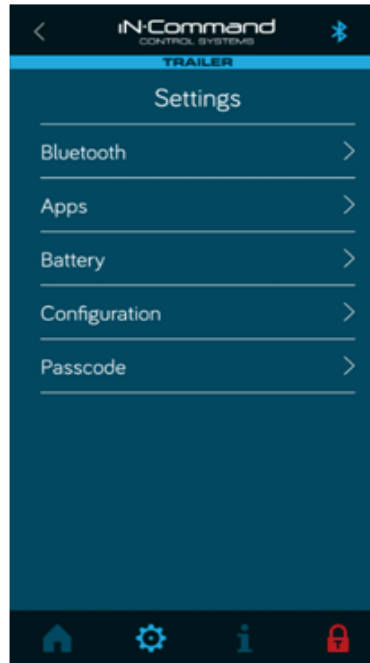 iN·Command
CONTROL SYSTEMS
TRAILER
Settings
Bluetooth
Apps
Battery
Configuration
Passcode
i
T